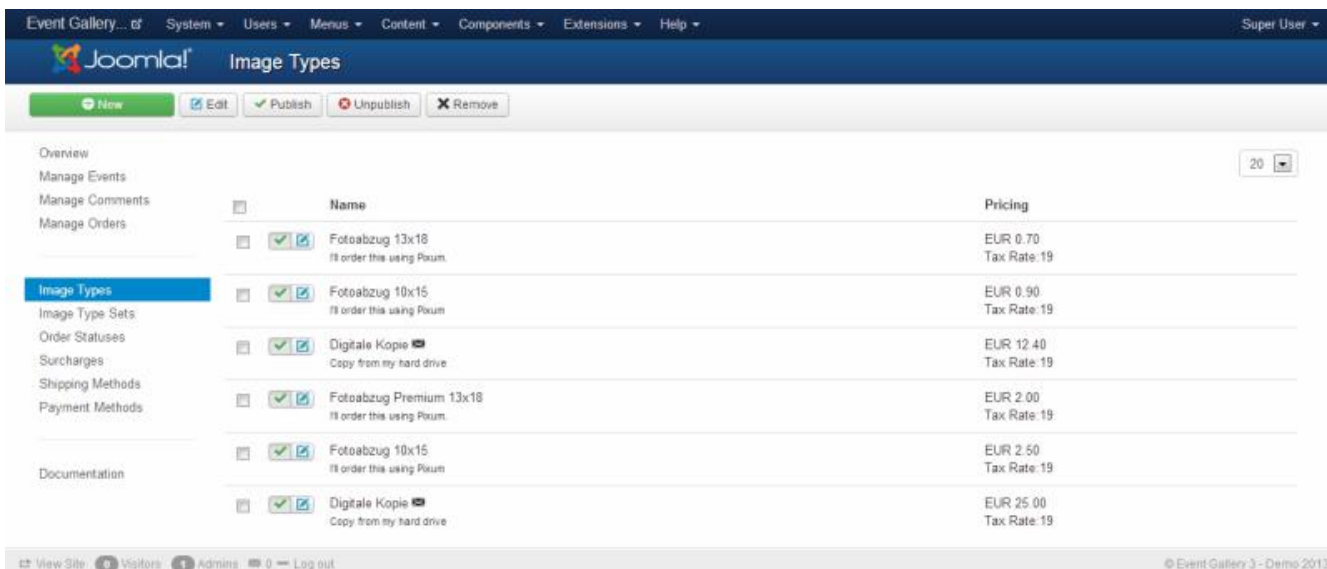 Event Gallery... System Users Menus Content Components Extensions Help Super User
Joomla! Image Types
New Edit Publish Unpublish Remove
Overview
Manage Events
Manage Comments
Manage Orders
Image Types
Image Type Sets
Order Statuses
Surcharges
Shipping Methods
Payment Methods
Documentation
20
Name Pricing
Fotoabzug 13x18 EUR 0.70
I'll order this using Pixum. Tax Rate:19
Fotoabzug 10x15 EUR 0.90
I'll order this using Pixum Tax Rate:19
Digitale Kopie EUR 12.40
Copy from my hard drive Tax Rate:19
Fotoabzug Premium 13x18 EUR 2.00
I'll order this using Pixum. Tax Rate:19
Fotoabzug 10x15 EUR 2.50
I'll order this using Pixum Tax Rate:19
Digitale Kopie EUR 25.00
Copy from my hard drive Tax Rate:19
View Site 0 Visitors 1 Admins 0 Log out © Event Gallery 3 - Demo 2013